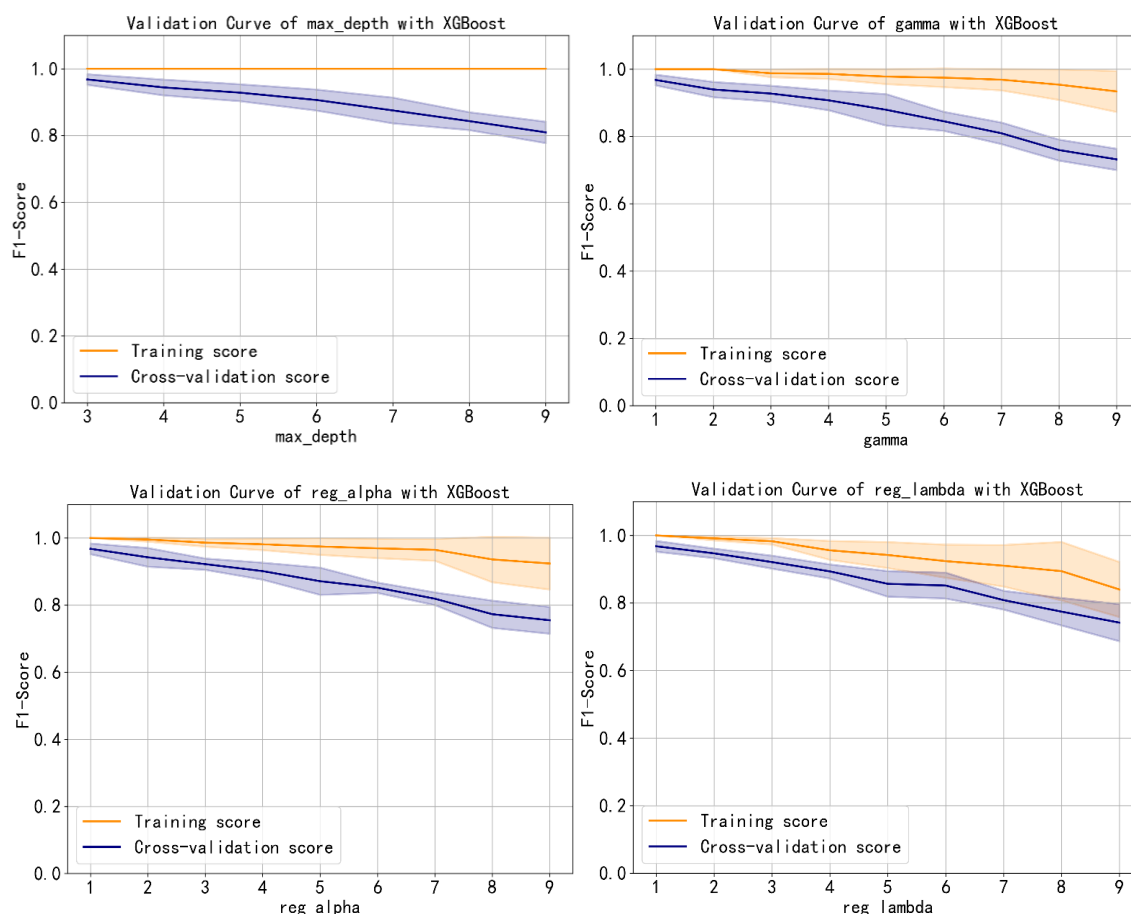 Validation Curve of max_depth with XGBoost
F1-Score
1.0
0.8
0.6
0.4
0.2
0.0
Training score
Cross-validation score
3 4 5 6 7 8 9
max_depth
Validation Curve of gamma with XGBoost
F1-Score
1.0
0.8
0.6
0.4
0.2
0.0
Training score
Cross-validation score
1 2 3 4 5 6 7 8 9
gamma
Validation Curve of reg_alpha with XGBoost
F1-Score
1.0
0.8
0.6
0.4
0.2
0.0
Training score
Cross-validation score
1 2 3 4 5 6 7 8 9
reg alpha
Validation Curve of reg_lambda with XGBoost
F1-Score
1.0
0.8
0.6
0.4
0.2
0.0
Training score
Cross-validation score
1 2 3 4 5 6 7 8 9
reg lambda